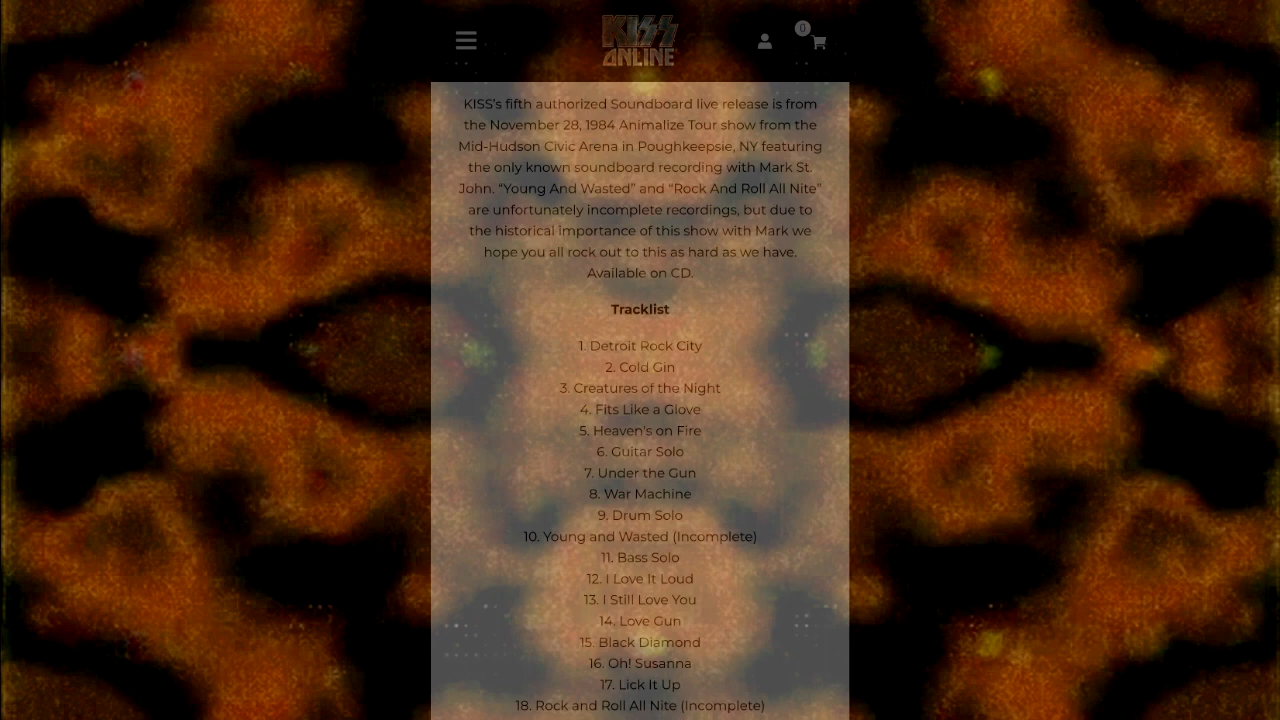 KISS
ONLINE
0
KISS's fifth authorized Soundboard live release is from
the November 28, 1984 Animalize Tour show from the
Mid-Hudson Civic Arena in Poughkeepsie, NY featuring
the only known soundboard recording with Mark St.
John. “Young And Wasted” and “Rock And Roll All Nite”
are unfortunately incomplete recordings, but due to
the historical importance of this show with Mark we
hope you all rock out to this as hard as we have.
Available on CD.
Tracklist
1. Detroit Rock City
2. Cold Gin
3. Creatures of the Night
4. Fits Like a Glove
5. Heaven's on Fire
6. Guitar Solo
7. Under the Gun
8. War Machine
9. Drum Solo
10. Young and Wasted (Incomplete)
11. Bass Solo
12. I Love It Loud
13. I Still Love You
14. Love Gun
15. Black Diamond
16. Oh! Susanna
17. Lick It Up
18. Rock and Roll All Nite (Incomplete)